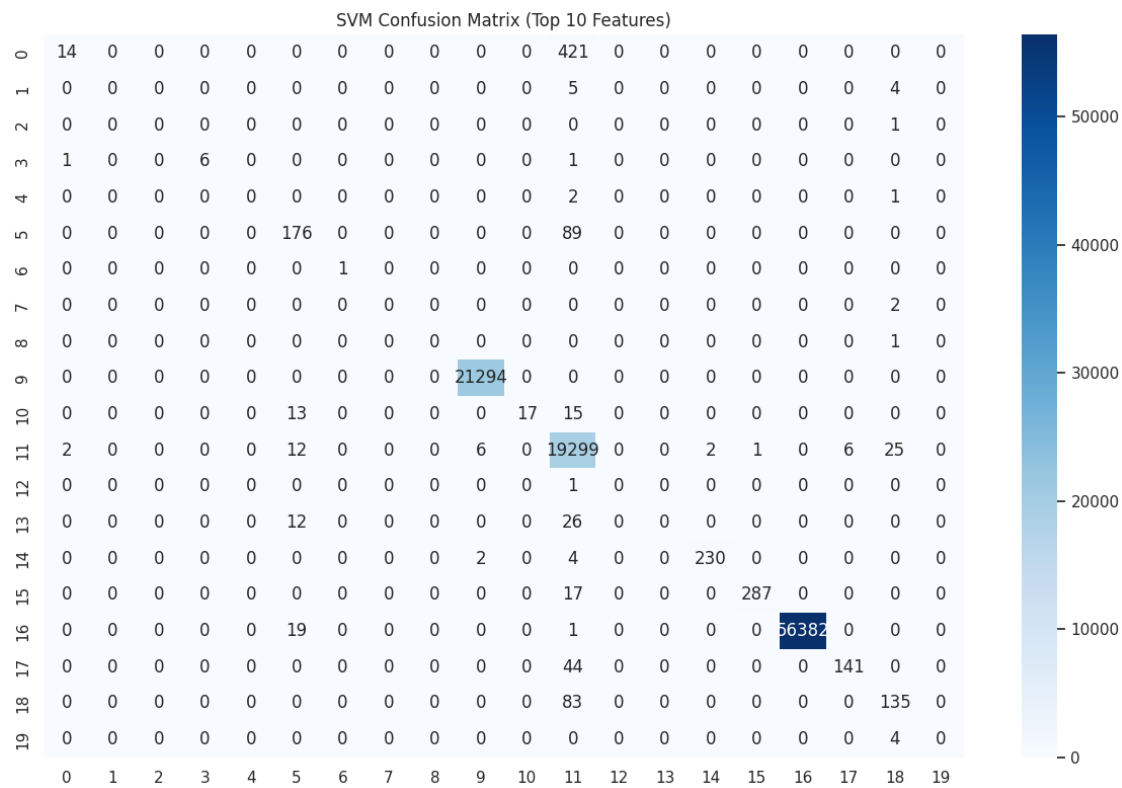 SVM Confusion Matrix (Top 10 Features)
0 14 0 0 0 0 0 0 0 0 0 0 421 0 0 0 0 0 0 0 0
1 0 0 0 0 0 0 0 0 0 0 0 5 0 0 0 0 0 0 4 0
2 0 0 0 0 0 0 0 0 0 0 0 0 0 0 0 0 0 0 1 0
3 1 0 0 6 0 0 0 0 0 0 0 1 0 0 0 0 0 0 0 0
4 0 0 0 0 0 0 0 0 0 0 0 2 0 0 0 0 0 0 1 0
5 0 0 0 0 0 176 0 0 0 0 0 89 0 0 0 0 0 0 0 0
6 0 0 0 0 0 0 1 0 0 0 0 0 0 0 0 0 0 0 0 0
7 0 0 0 0 0 0 0 0 0 0 0 0 0 0 0 0 0 0 2 0
8 0 0 0 0 0 0 0 0 0 0 0 0 0 0 0 0 0 0 1 0
9 0 0 0 0 0 0 0 0 0 21294 0 0 0 0 0 0 0 0 0 0
10 0 0 0 0 0 13 0 0 0 0 17 15 0 0 0 0 0 0 0 0
11 2 0 0 0 0 12 0 0 0 6 0 19299 0 0 2 1 0 6 25 0
12 0 0 0 0 0 0 0 0 0 0 0 1 0 0 0 0 0 0 0 0
13 0 0 0 0 0 12 0 0 0 0 0 26 0 0 0 0 0 0 0 0
14 0 0 0 0 0 0 0 0 0 2 0 4 0 0 230 0 0 0 0 0
15 0 0 0 0 0 0 0 0 0 0 0 17 0 0 0 287 0 0 0 0
16 0 0 0 0 0 19 0 0 0 0 0 1 0 0 0 0 56382 0 0 0
17 0 0 0 0 0 0 0 0 0 0 0 44 0 0 0 0 0 141 0 0
18 0 0 0 0 0 0 0 0 0 0 0 83 0 0 0 0 0 0 135 0
19 0 0 0 0 0 0 0 0 0 0 0 0 0 0 0 0 0 0 4 0
0 1 2 3 4 5 6 7 8 9 10 11 12 13 14 15 16 17 18 19
50000
40000
30000
20000
10000
0